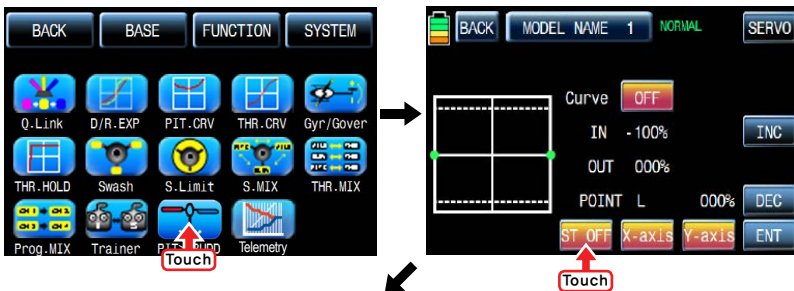 BACK BASE FUNCTION SYSTEM
Q.Link D/R.EXP PIT.CRV THR.CRV Gyr/Gover
THR.HOLD Swash S.Limit S.MIX THR.MIX
Prog.MIX Trainer Telemetry
Touch
BACK MODEL NAME 1 NORMAL SERVO
Curve OFF
IN -100% INC
OUT 000%
POINT L 000% DEC
ST OFF X-axis Y-axis ENT
Touch